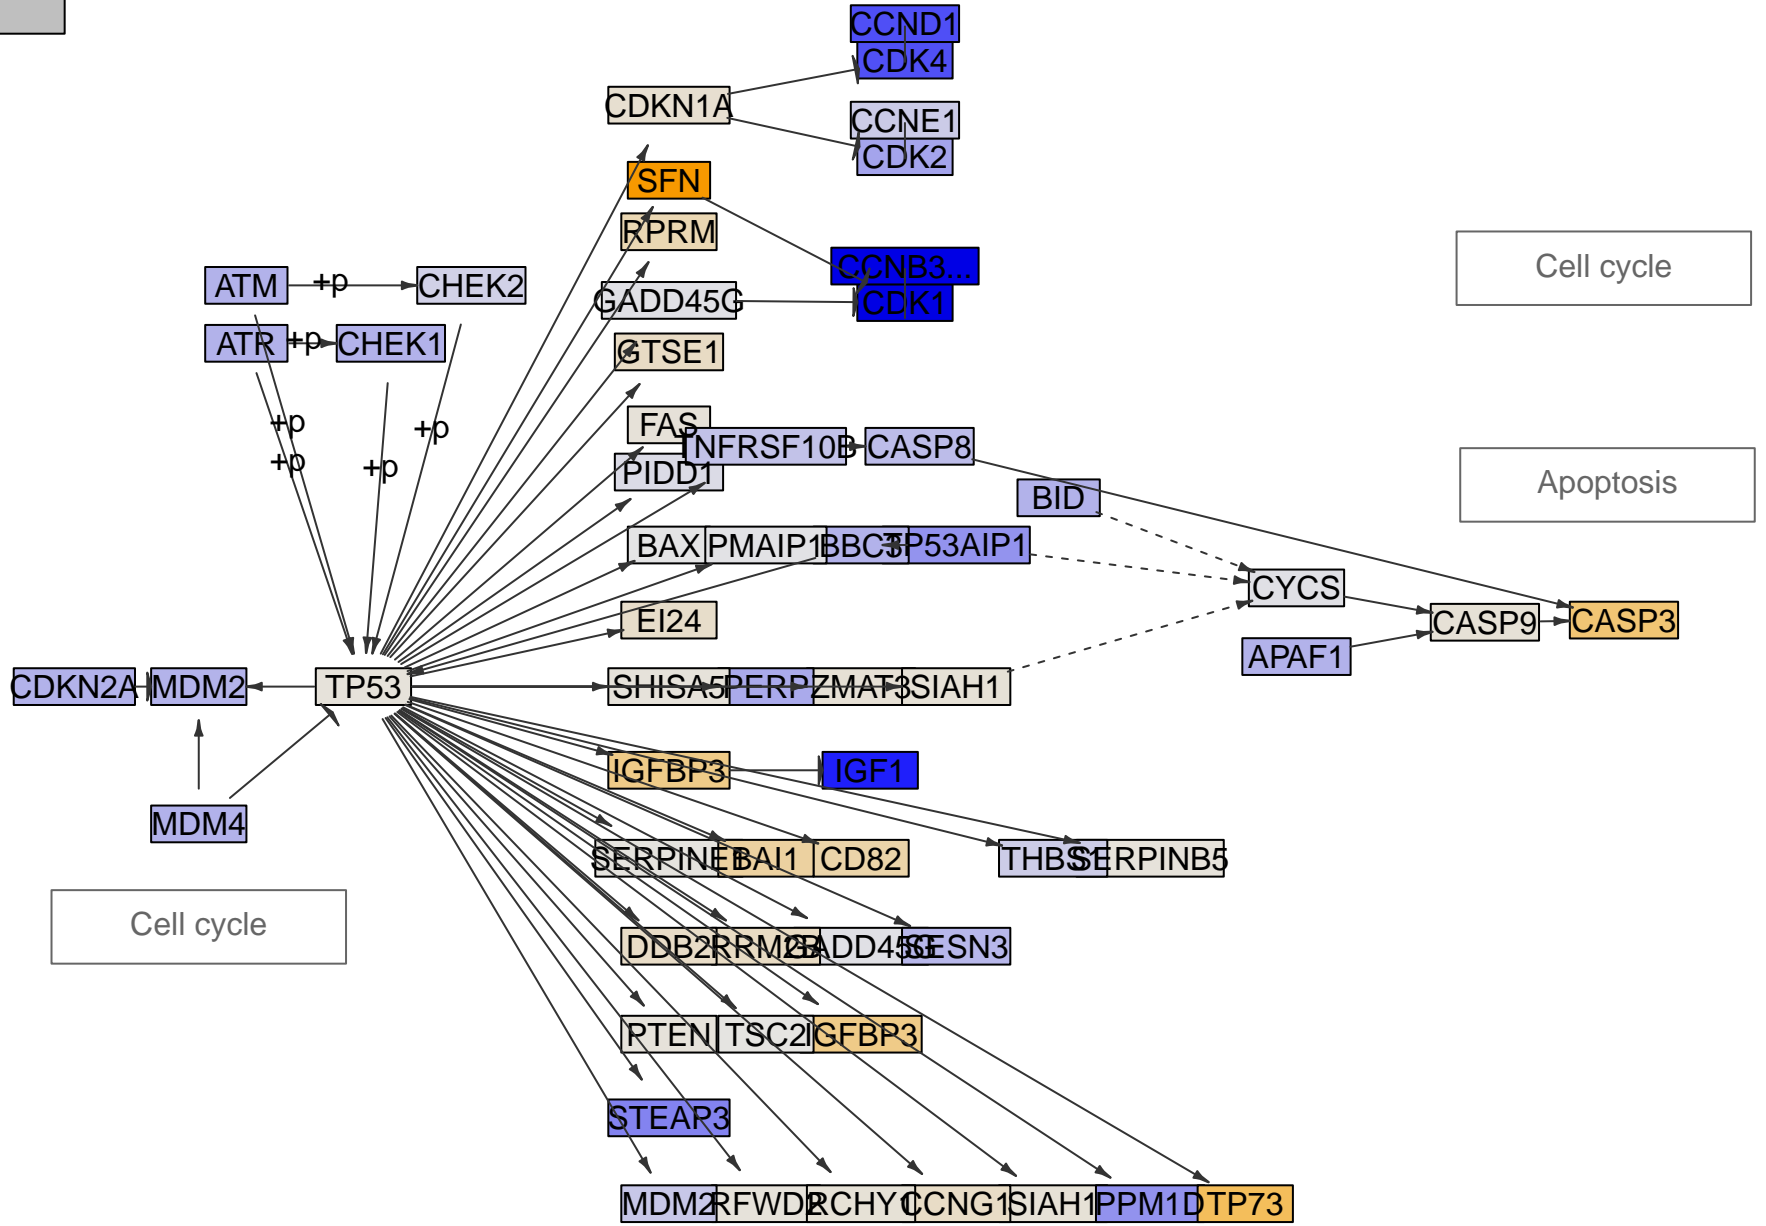 CCND1
CDK4
CDKN1A
CCNE1
CDK2
SFN
RPRM
Cell cycle
CCNB3...
ATM
+p
CHEK2
GADD45G
CDK1
ATR
+p
CHEK1
GTSE1
+p
+p
FAS
TNFRSF10B
CASP8
+p
+p
PIDD1
Apoptosis
BID
BAX
PMAIP1
BBC3
TP53AIP1
CYCS
EI24
CASP9
CASP3
APAF1
CDKN2A
MDM2
TP53
SHISA5
PERP
ZMAT3
SIAH1
IGFBP3
IGF1
MDM4
SERPINE1
BAI1
CD82
THBS1
SERPINB5
Cell cycle
DDB2
RRM2B
GADD45G
SESN3
PTEN
TSC2
IGFBP3
STEAP3
MDM2
RFWD2
RCHY1
CCNG1
SIAH1
PPM1D
TP73